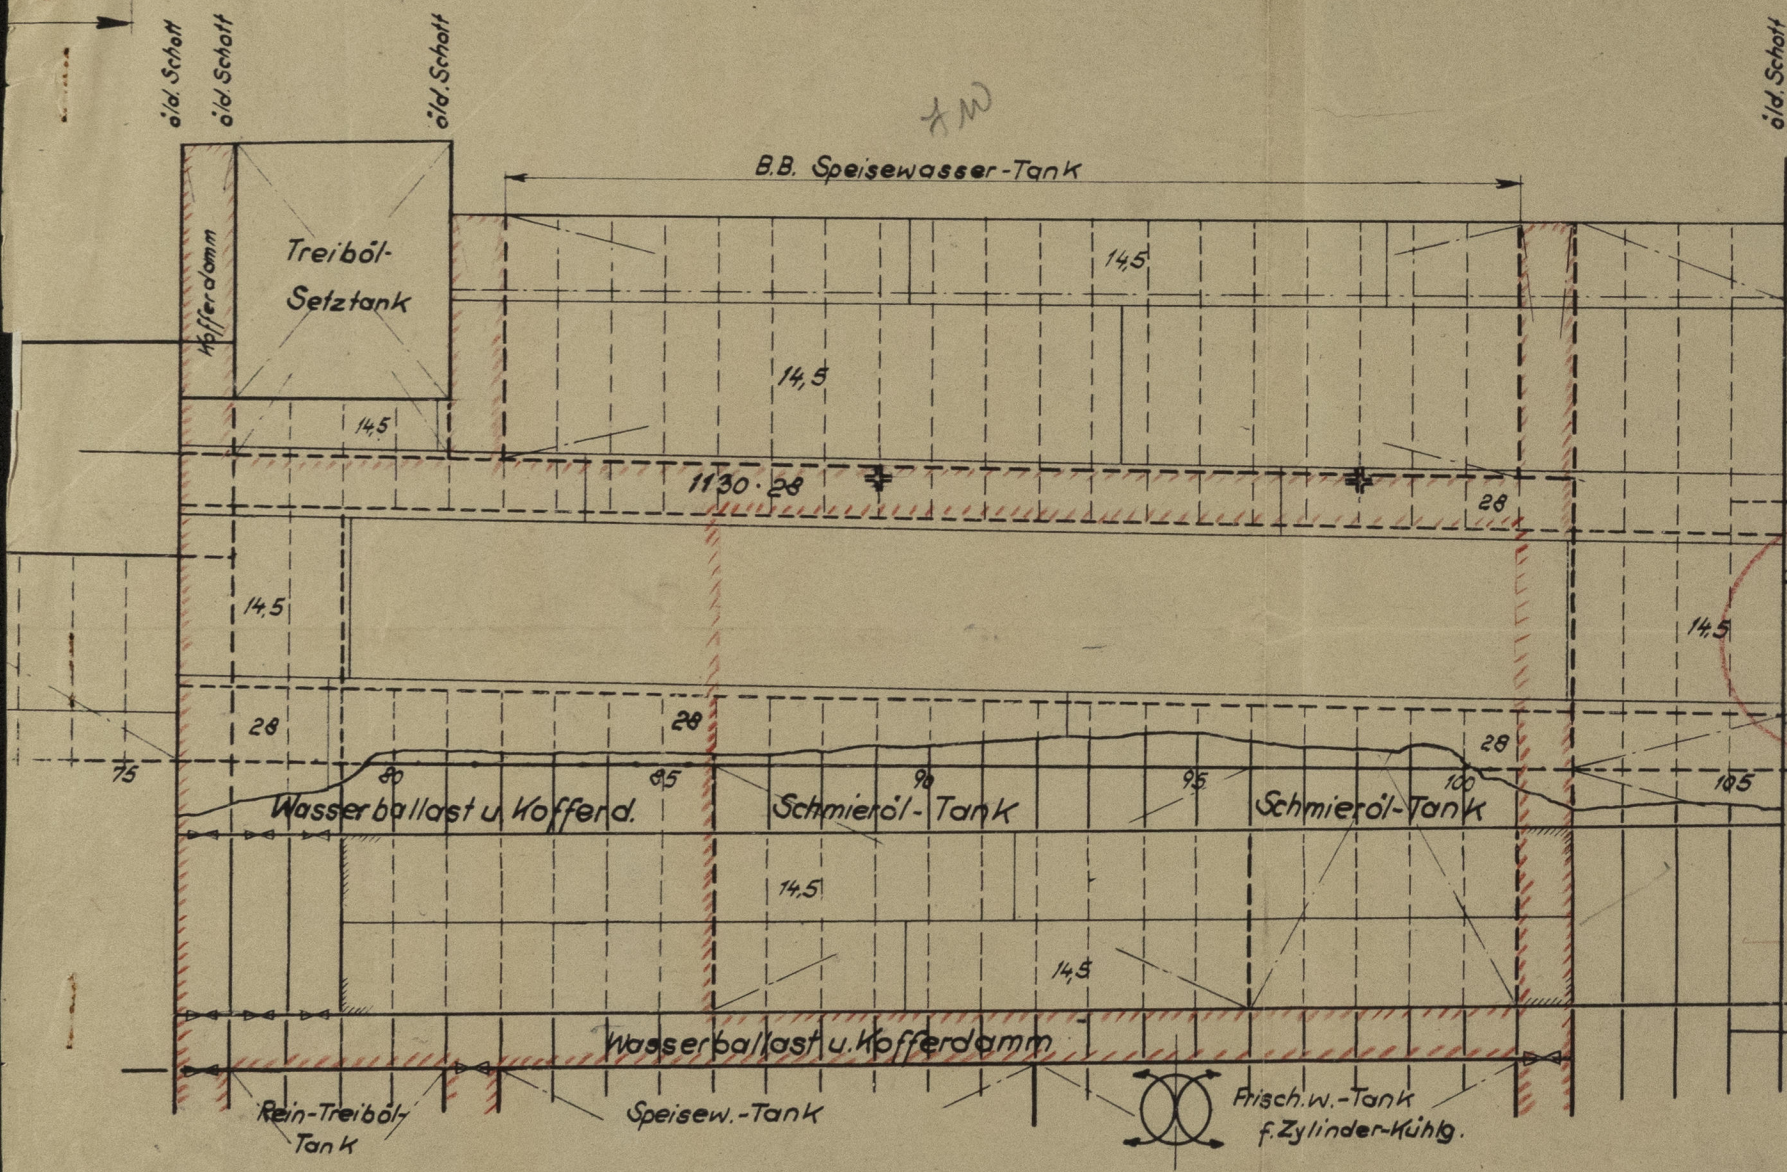 öld. Schott
öld. Schott
öld. Schott
öld. Schott
B.B. Speisewasser-Tank
Kofferdamm
Treiböl-
Setztank
14,5
14,5
14,5
1130·28
28
14,5
14,5
28
28
28
75
80
85
90
95
100
105
Wasserballast u. Kofferd.
Schmieröl-Tank
Schmieröl-Tank
14,5
14,5
Wasserballast u. Kofferdamm
Rein-Treiböl-
Tank
Speisew.-Tank
Frisch.w.-Tank
f. Zylinder-Kühlg.